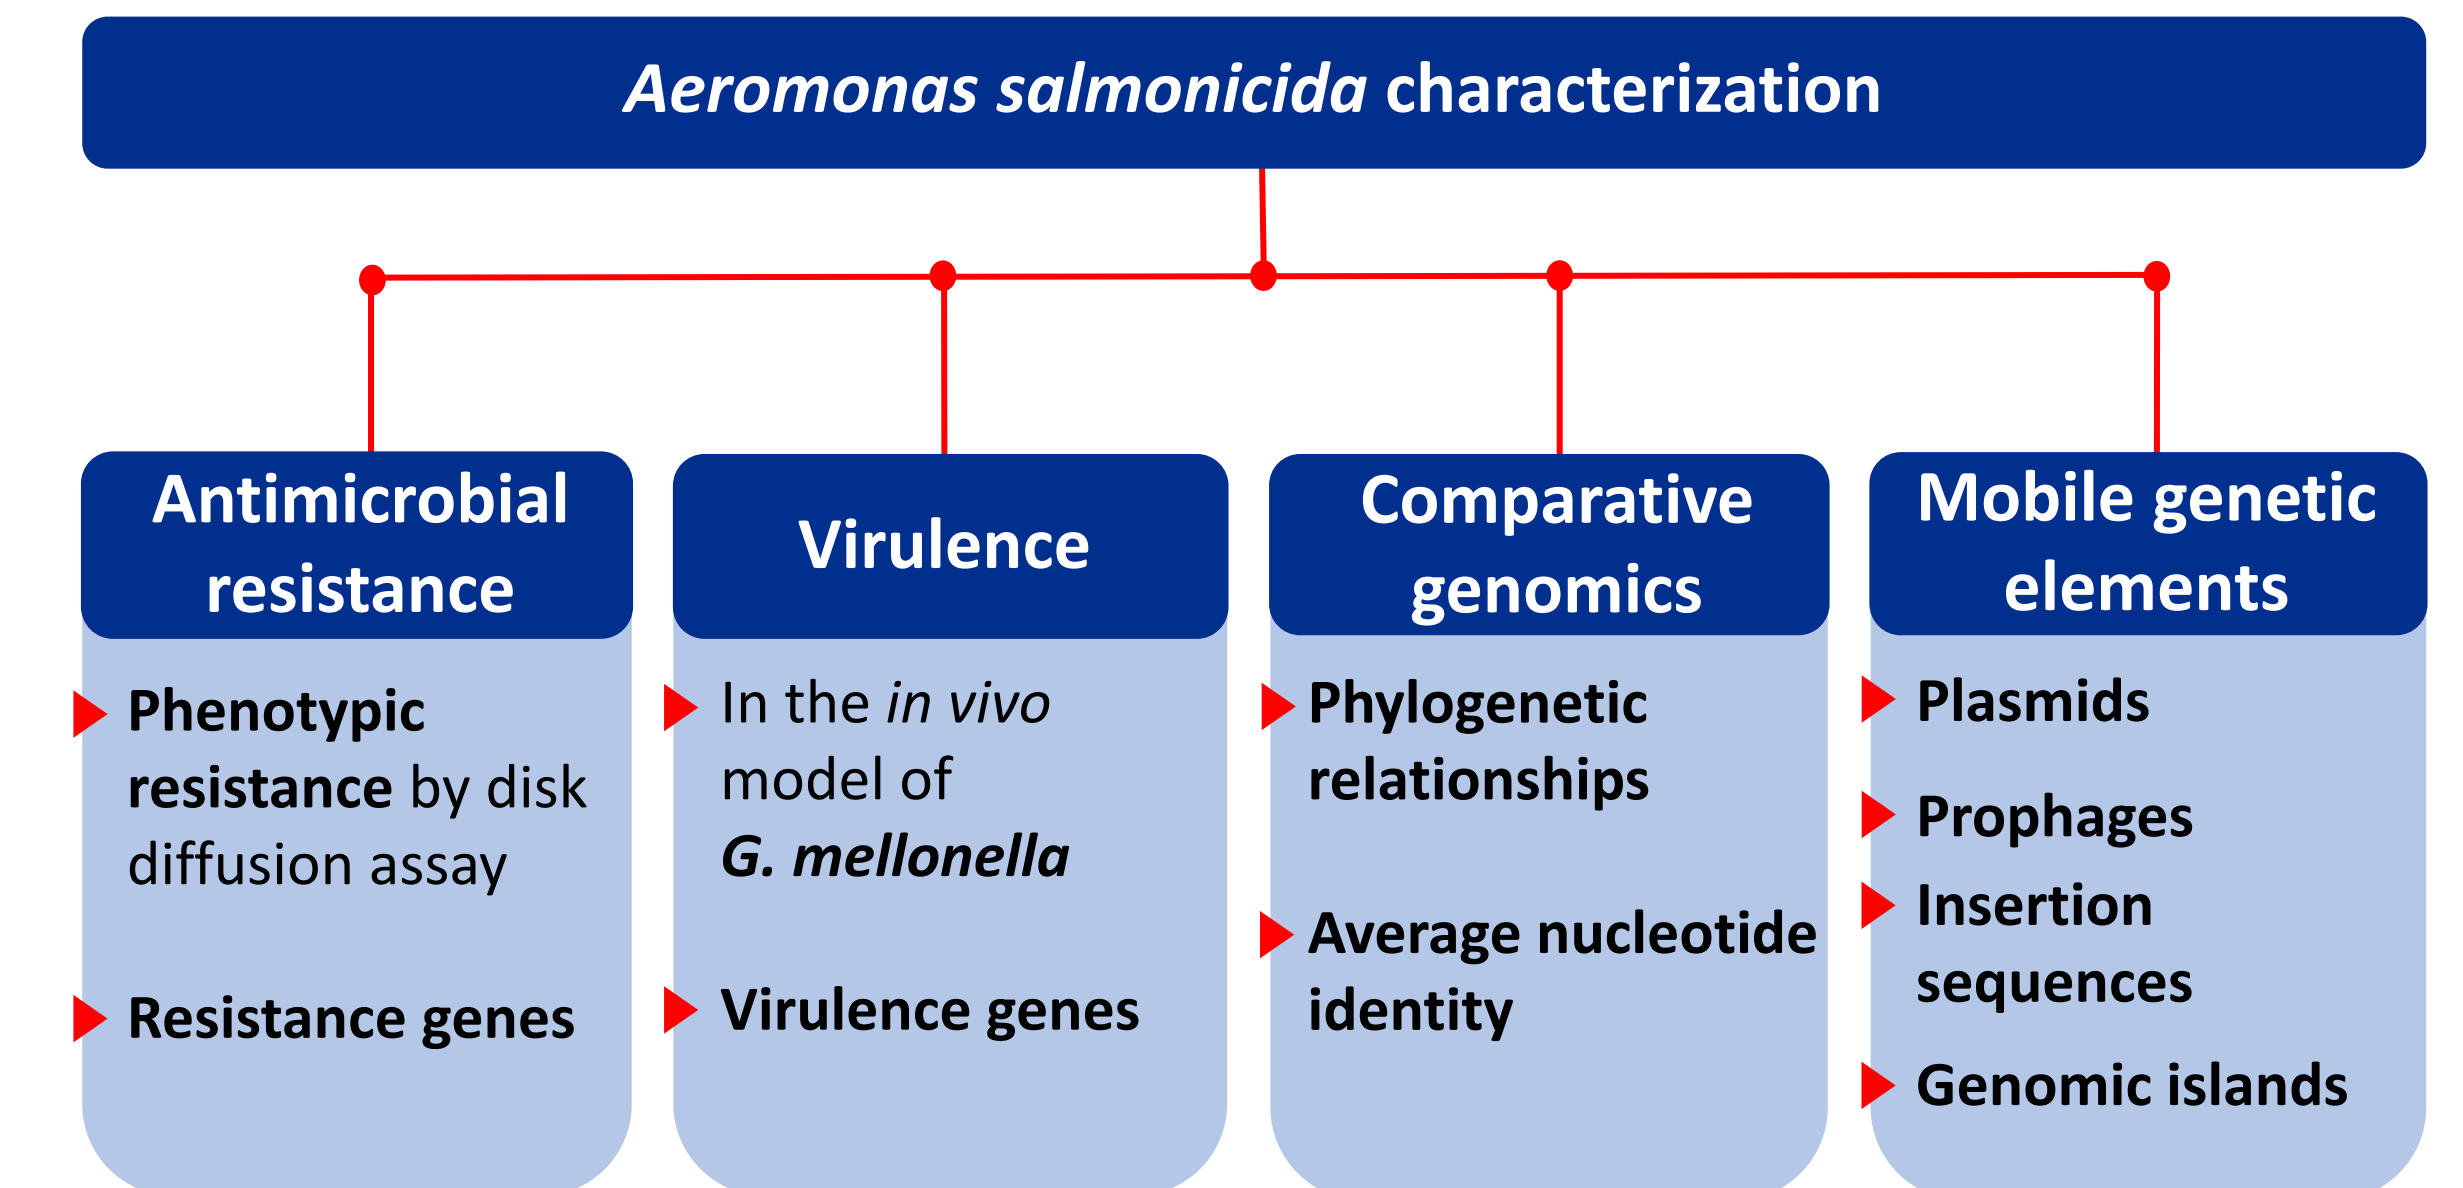 Aeromonas salmonicida characterization
Antimicrobial
resistance
Phenotypic
resistance by disk
diffusion assay
Resistance genes
Virulence
In the in vivo
model of
G. mellonella
Virulence genes
Comparative
genomics
Phylogenetic
relationships
Average nucleotide
identity
Mobile genetic
elements
Plasmids
Prophages
Insertion
sequences
Genomic islands